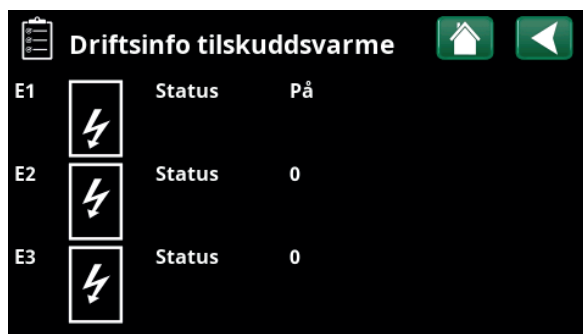 Driftsinfo tilskuddsvarme
E1 Status På
E2 Status 0
E3 Status 0